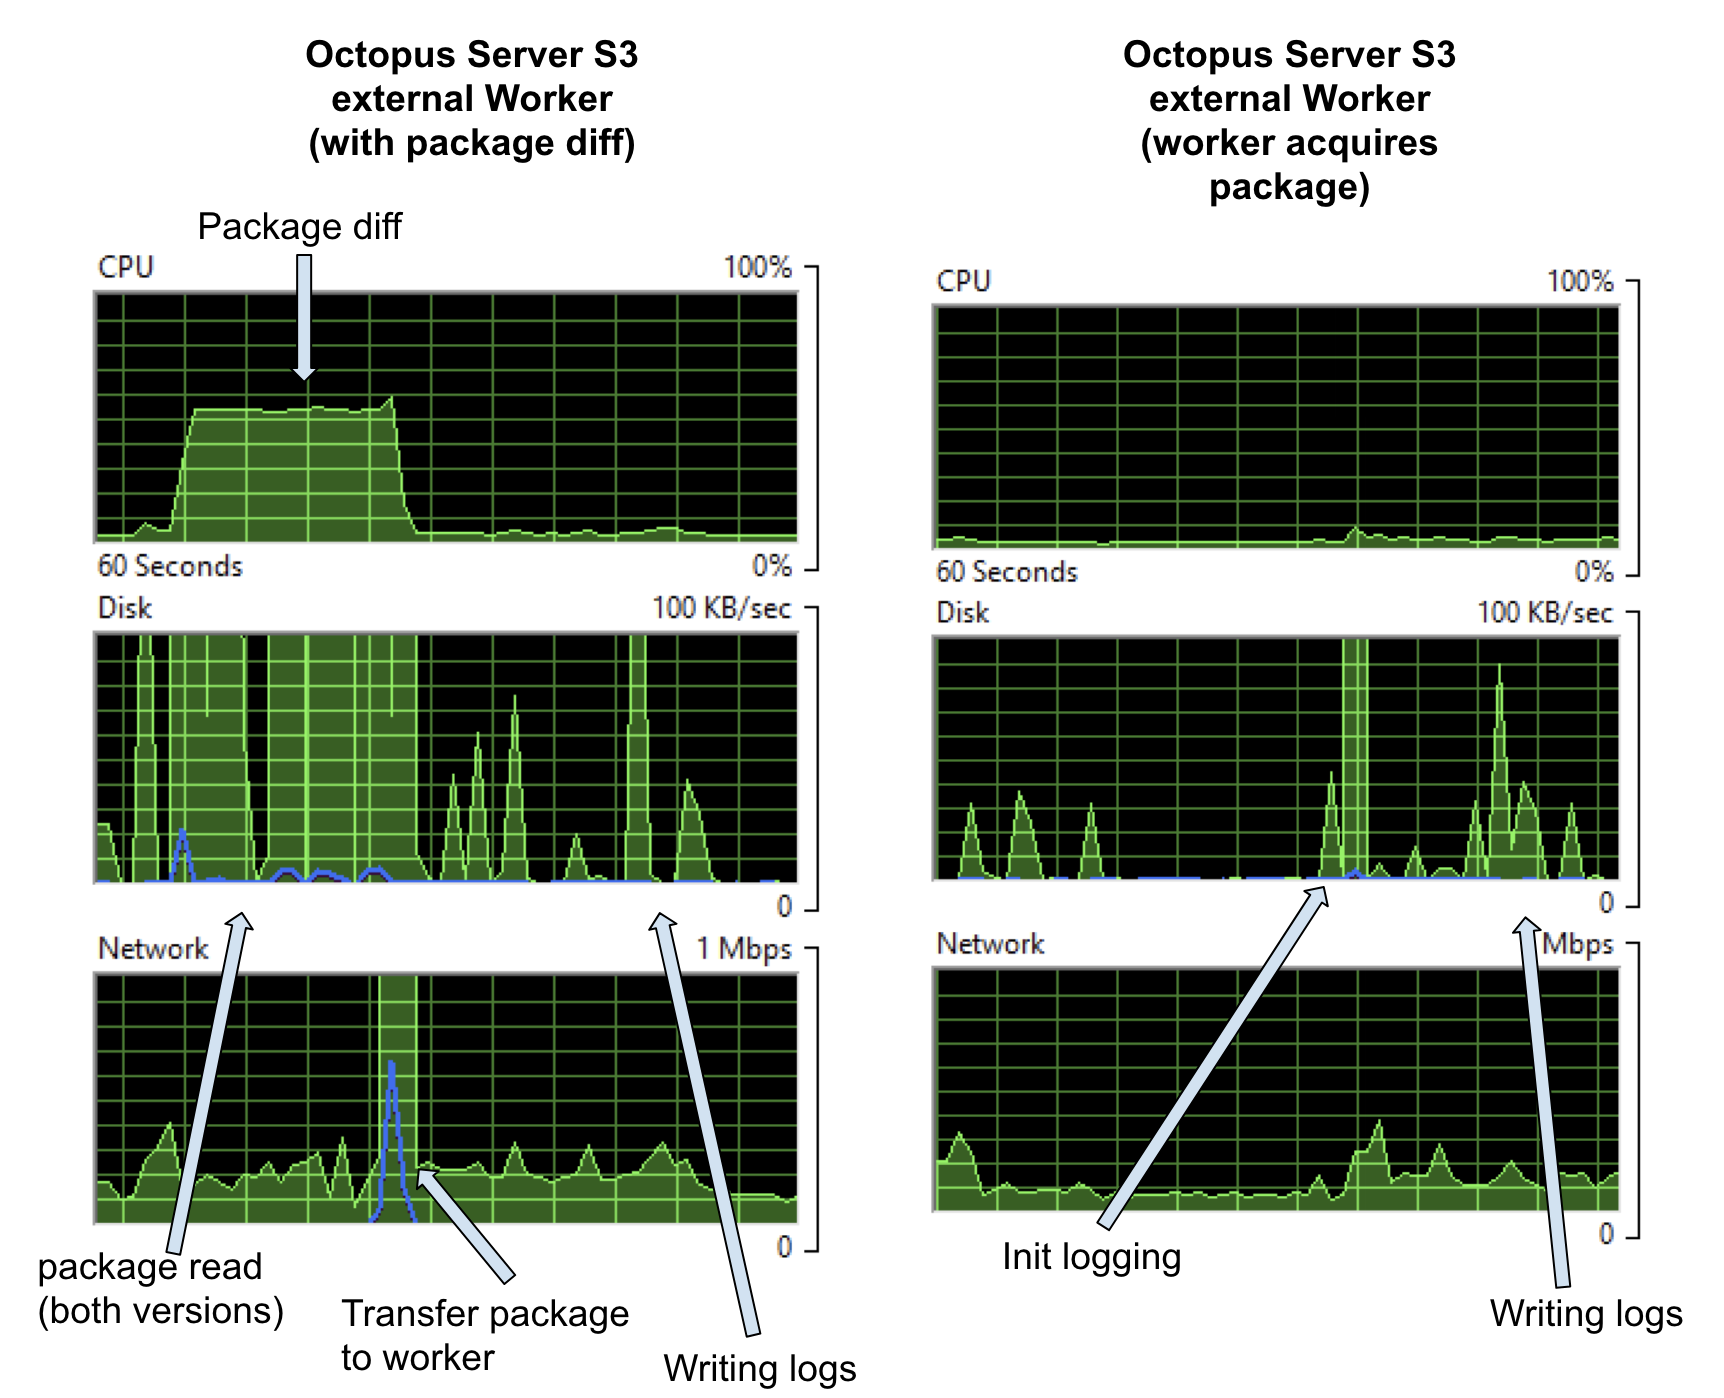 Octopus Server S3
external Worker
(with package diff)
Package diff
CPU 100%
60 Seconds 0%
Disk 100 KB/sec
0
Network 1 Mbps
0
package read
(both versions)
Transfer package
to worker
Writing logs
Octopus Server S3
external Worker
(worker acquires
package)
CPU 100%
60 Seconds 0%
Disk 100 KB/sec
0
Network Mbps
0
Init logging
Writing logs